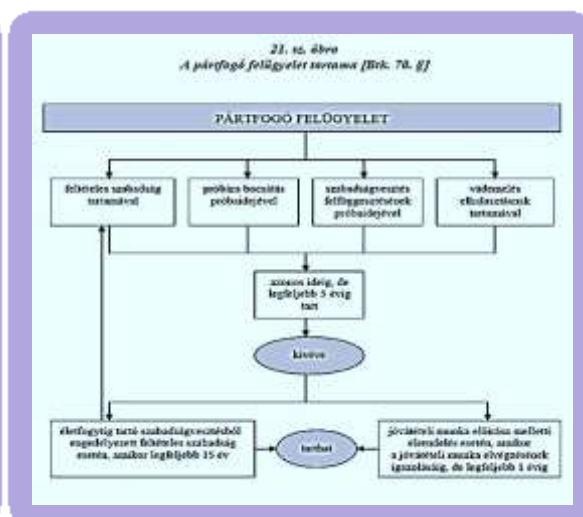 21. sz. ábra
A pártfogó felügyelet tartama [Btk. 70. §]
PÁRTFOGÓ FELÜGYELET
feltételes szabadság
tartamával
próbára bocsátás
próbaidejével
szabadságvesztés
felfüggesztésének
próbaidejével
vádemelés
elhalasztásának
tartamával
azonos ideig, de
legfeljebb 5 évig
tart
kivéve
életfogytig tartó szabadságvesztésből
engedélyezett feltételes szabadság
esetén, amikor legfeljebb 15 év
tarthat
jóvátételi munka előírása melletti
elrendelés esetén, amikor
a jóvátételi munka elvégzésének
igazolásáig, de legfeljebb 1 évig